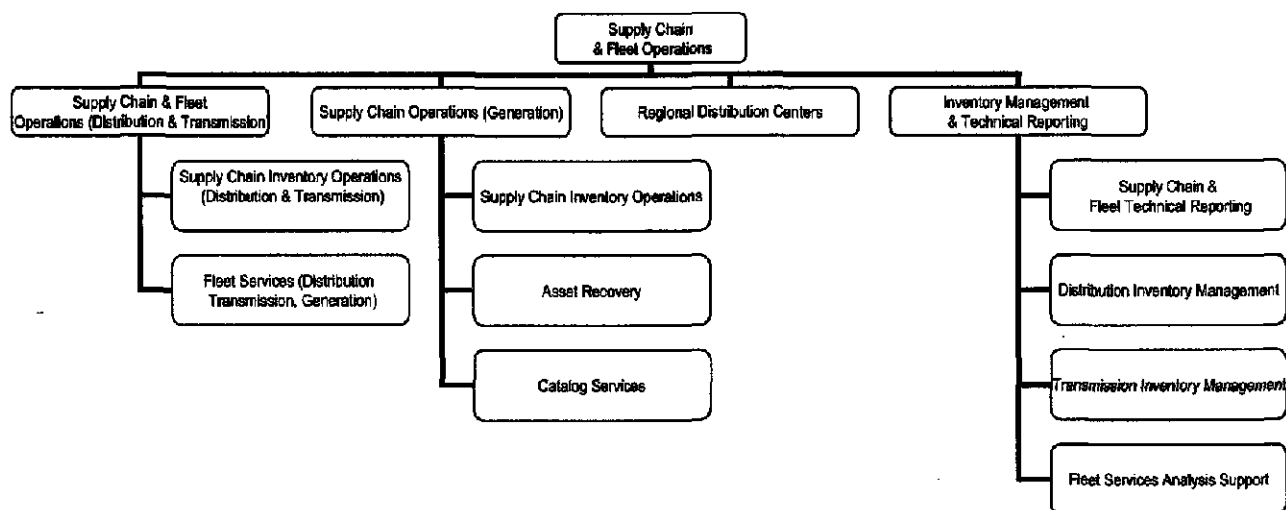 Supply Chain
& Fleet Operations
Supply Chain & Fleet
Operations (Distribution & Transmission
Supply Chain Operations (Generation)
Regional Distribution Centers
Inventory Management
& Technical Reporting
Supply Chain Inventory Operations
(Distribution & Transmission)
Fleet Services (Distribution
Transmission, Generation)
Supply Chain Inventory Operations
Asset Recovery
Catalog Services
Supply Chain &
Fleet Technical Reporting
Distribution Inventory Management
Transmission Inventory Management
Fleet Services Analysis Support